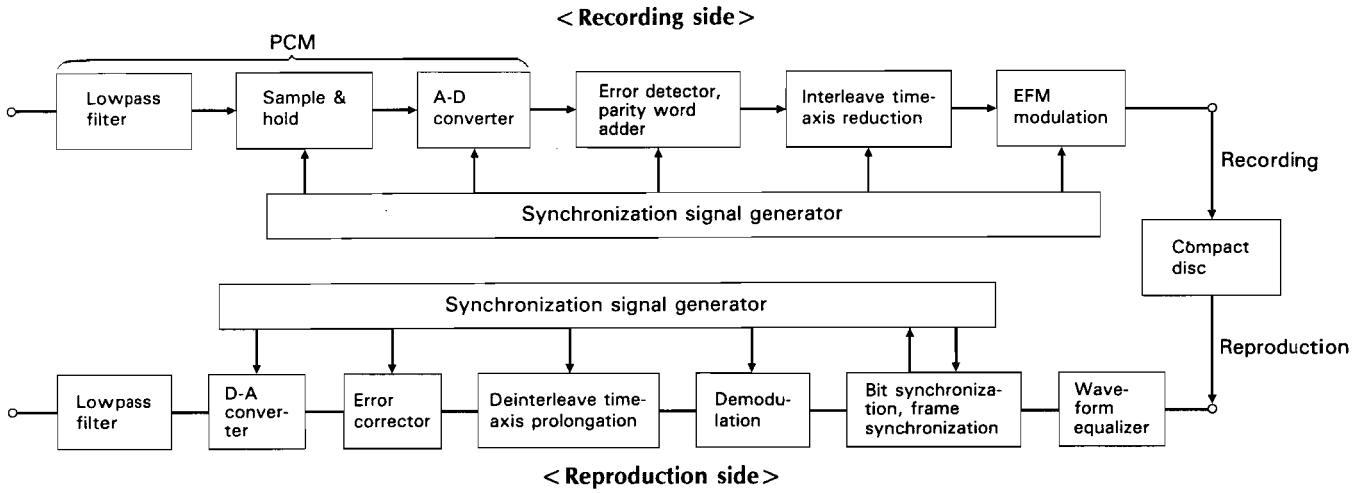 <Recording side>
PCM
Lowpass
filter
Sample &
hold
A-D
converter
Error detector,
parity word
adder
Interleave time-
axis reduction
EFM
modulation
Recording
Synchronization signal generator
Compact
disc
Synchronization signal generator
Reproduction
Lowpass
filter
D-A
conver-
ter
Error
corrector
Deinterleave time-
axis prolongation
Demodu-
lation
Bit synchroniza-
tion, frame
synchronization
Wave-
form
equalizer
<Reproduction side>